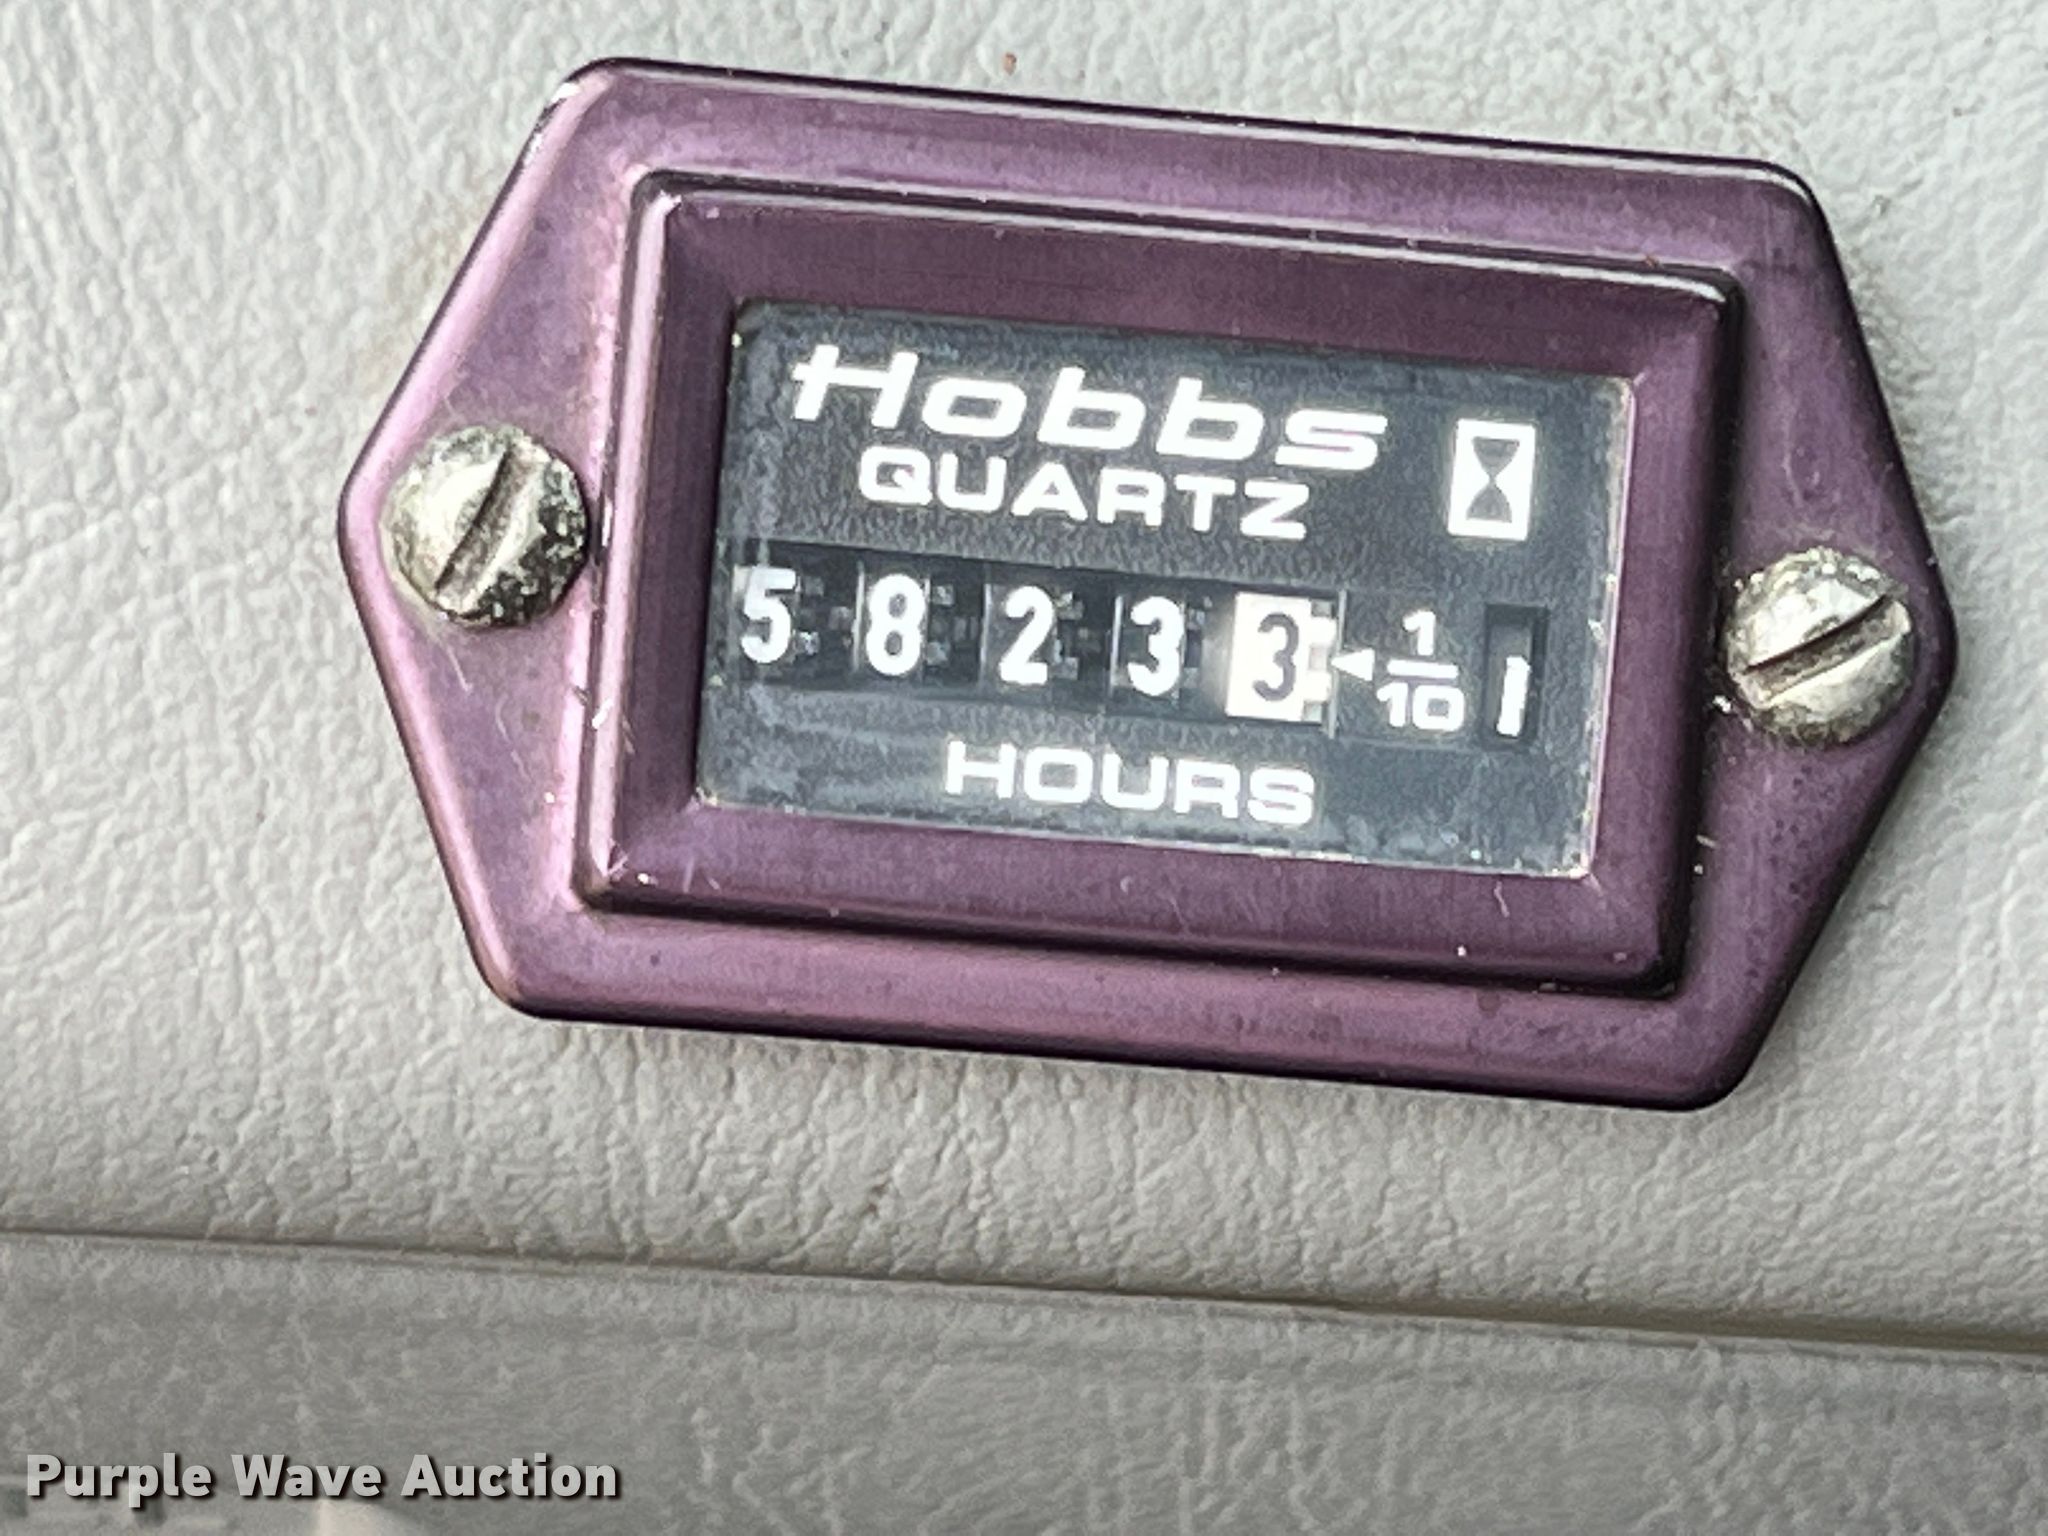 Hobbs
QUARTZ
5 8 2 3 3 ◄ 1/10
HOURS
Purple Wave Auction